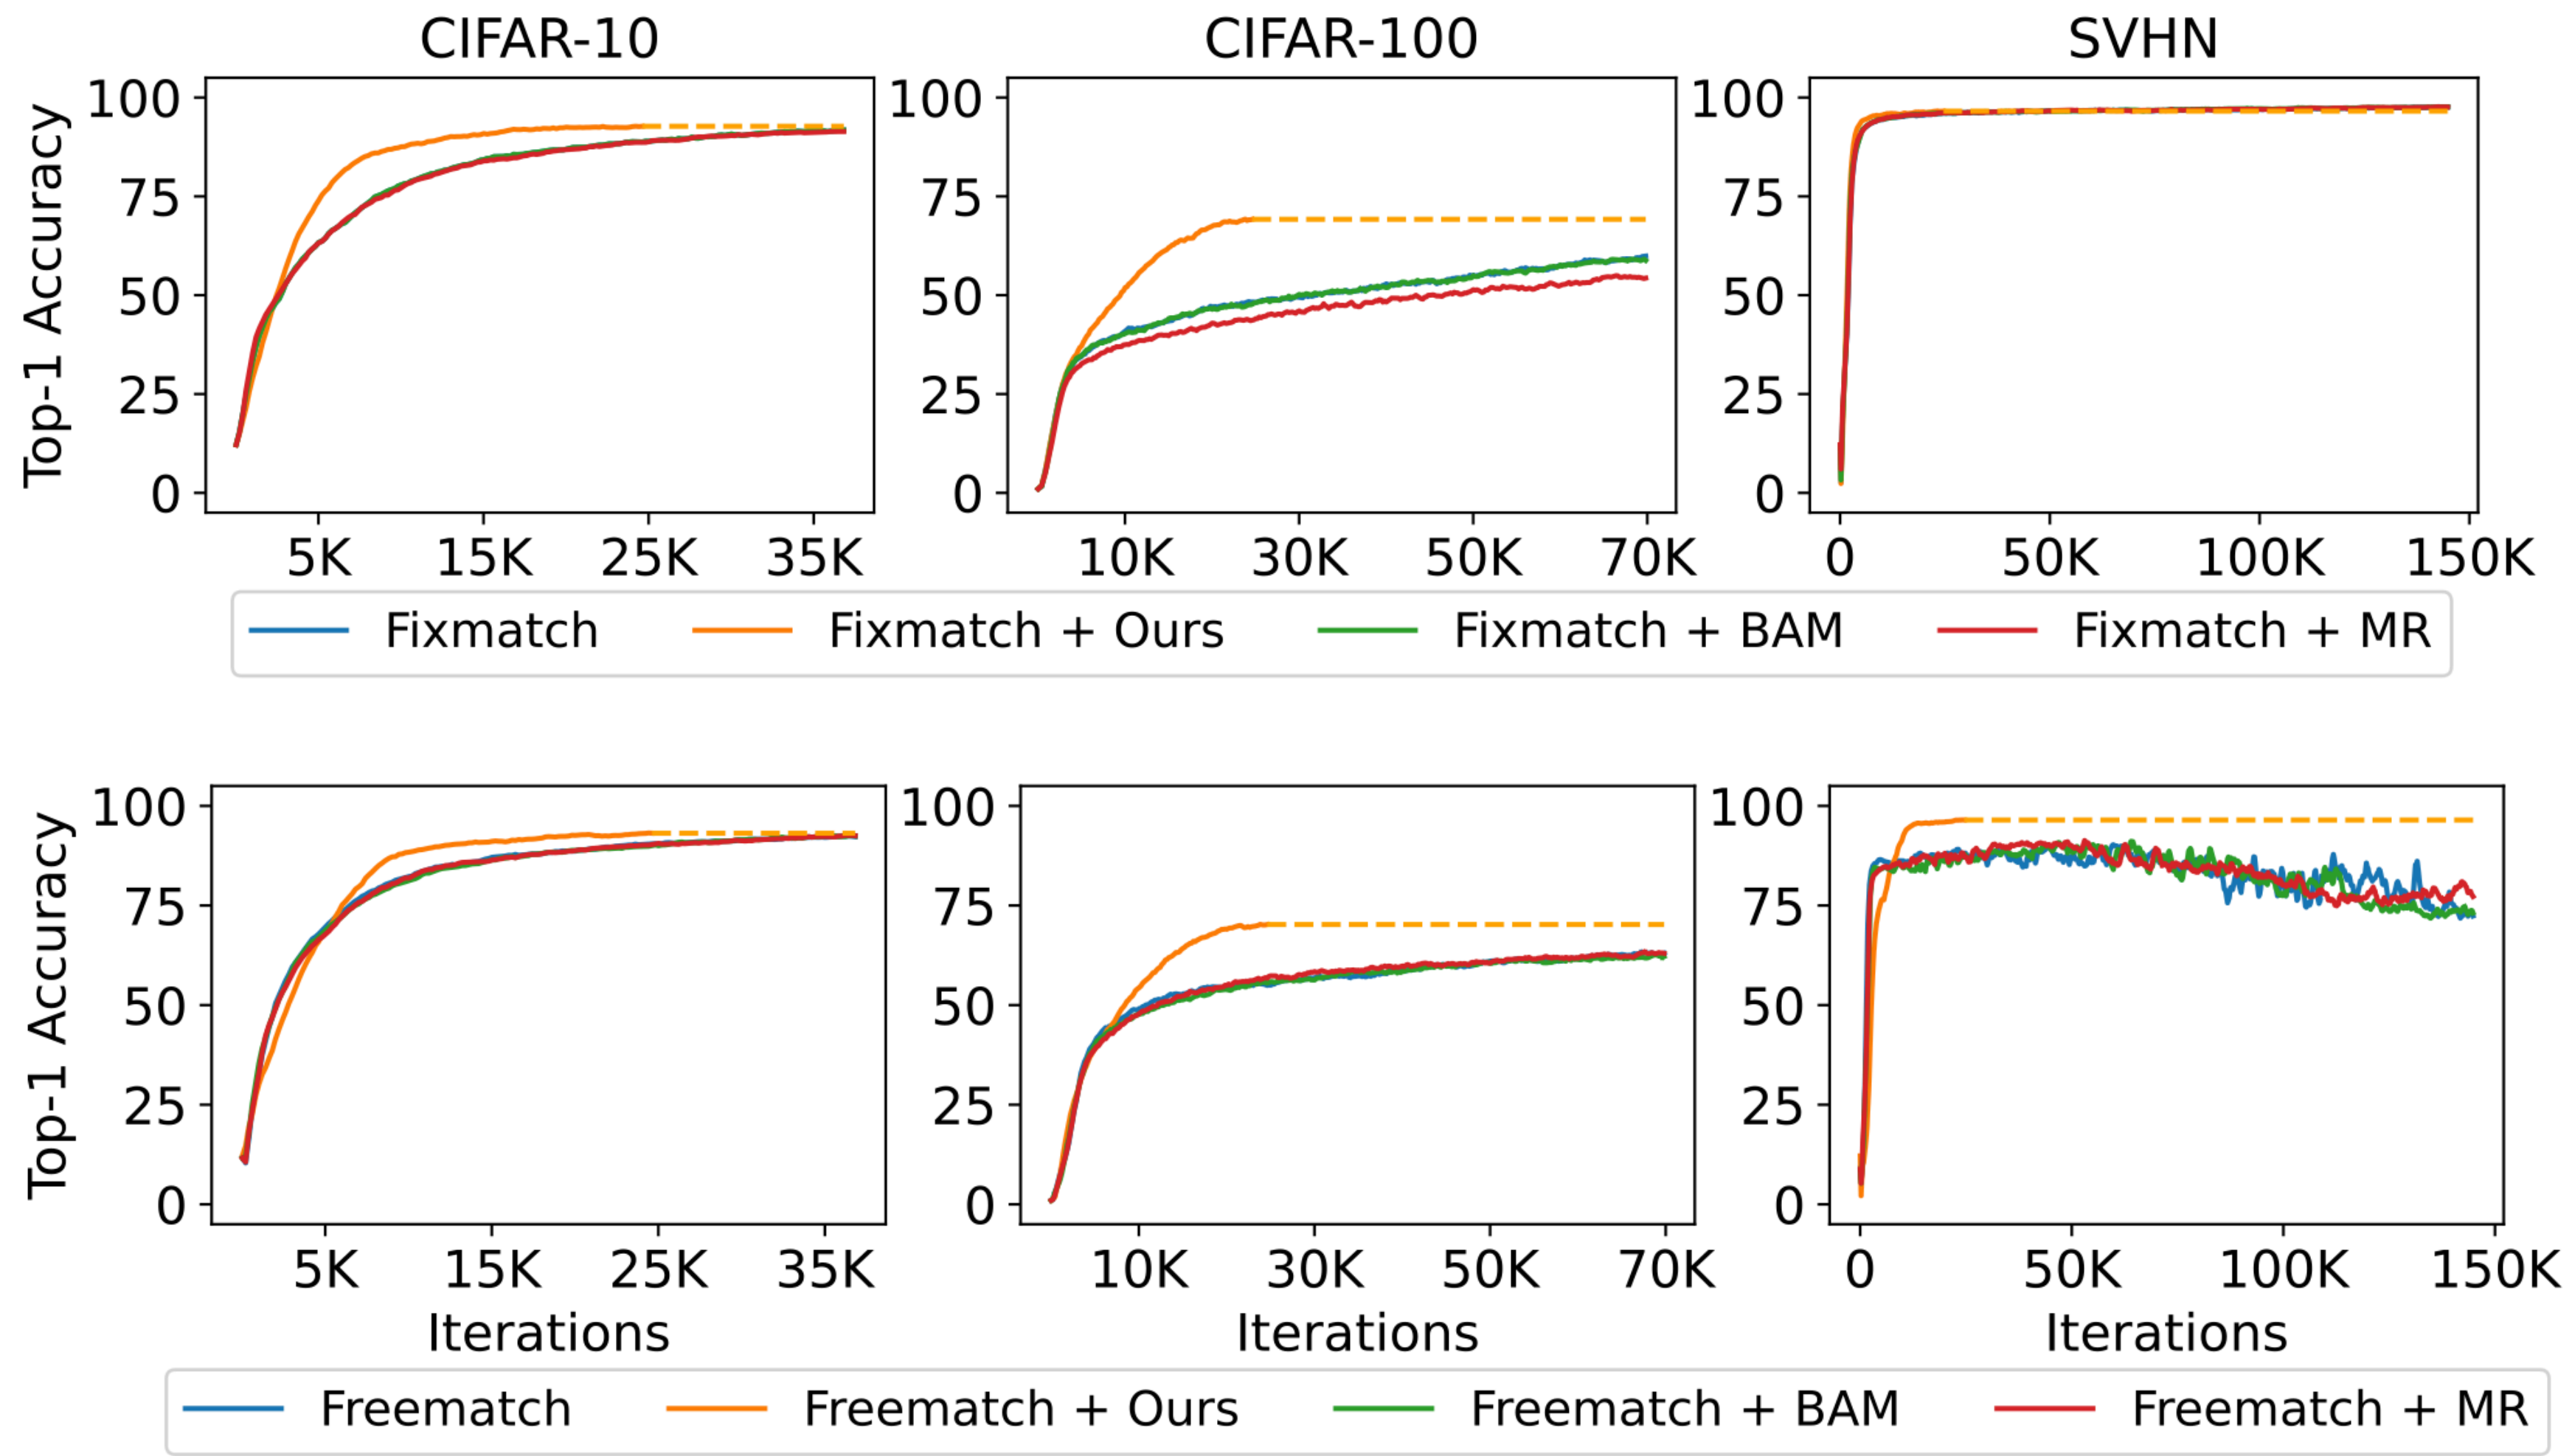 CIFAR-10 CIFAR-100 SVHN
Top-1 Accuracy
100 100 100
75 75 75
50 50 50
25 25 25
0 0 0
5K 15K 25K 35K 10K 30K 50K 70K 0 50K 100K 150K
Fixmatch Fixmatch + Ours Fixmatch + BAM Fixmatch + MR
Top-1 Accuracy
100 100 100
75 75 75
50 50 50
25 25 25
0 0 0
5K 15K 25K 35K 10K 30K 50K 70K 0 50K 100K 150K
Iterations Iterations Iterations
Freematch Freematch + Ours Freematch + BAM Freematch + MR